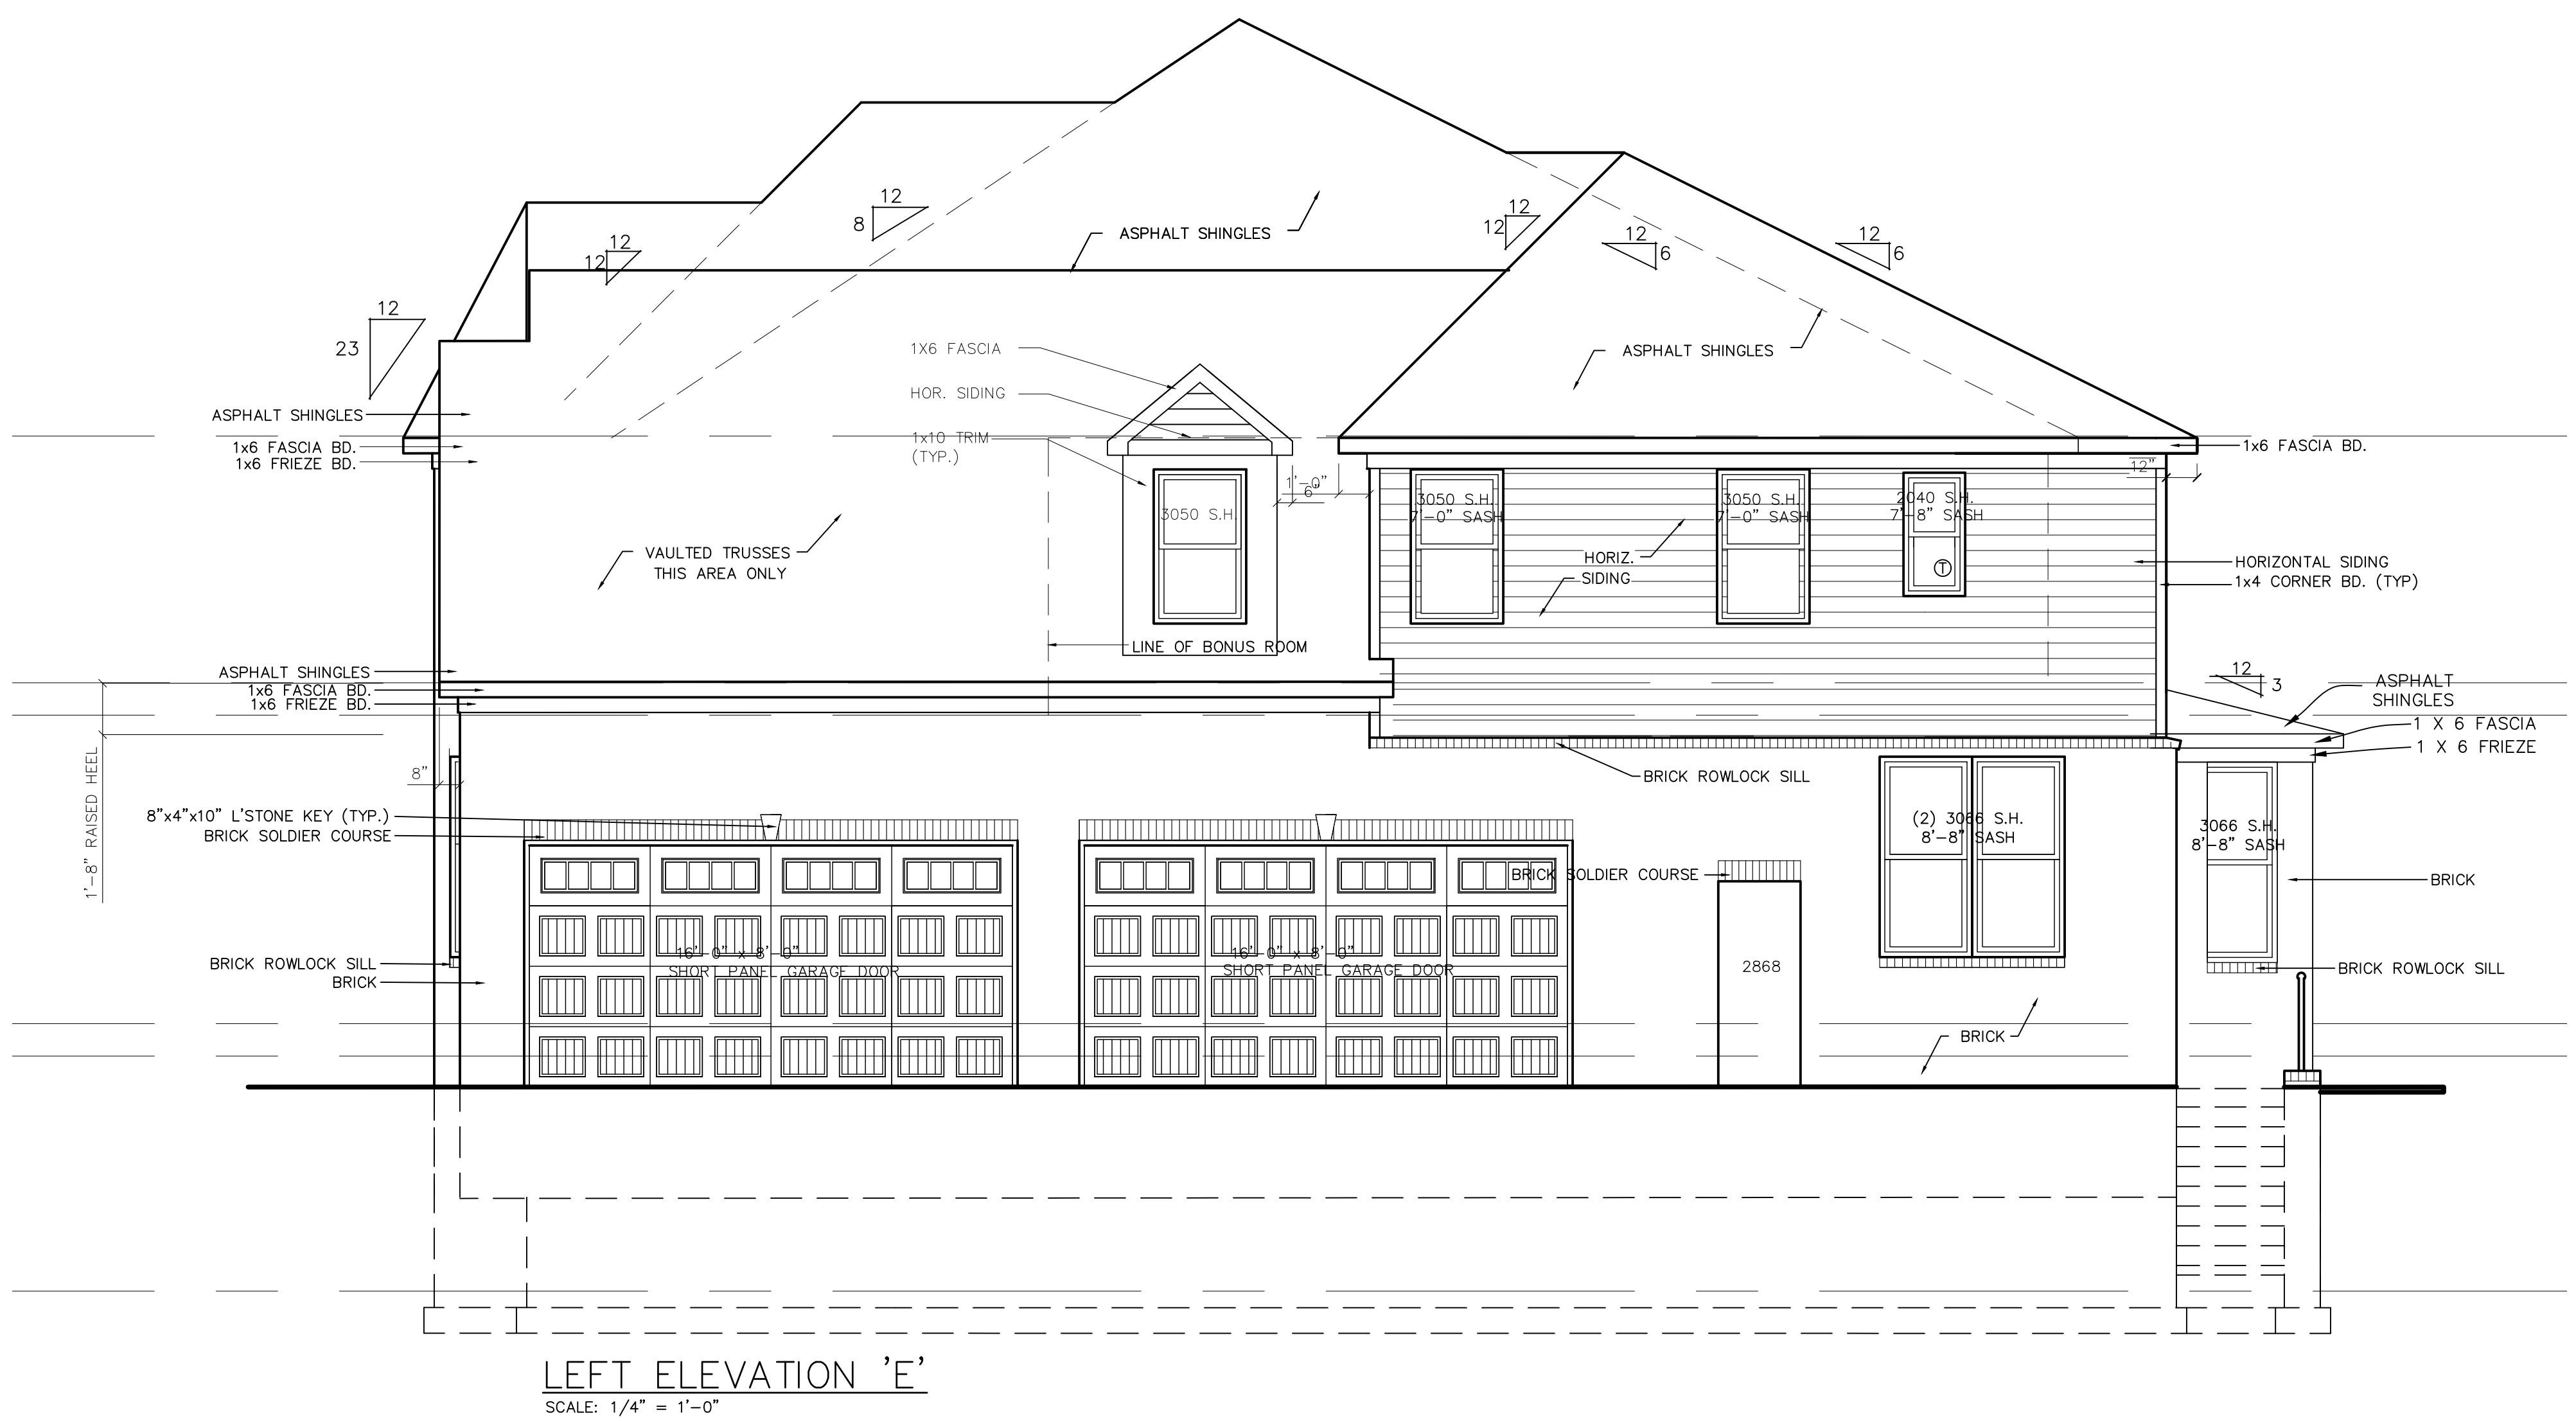 12
8
12
12
12
12
12
6
12
6
12
23
ASPHALT SHINGLES
ASPHALT SHINGLES
1X6 FASCIA
HOR. SIDING
1x10 TRIM
(TYP.)
ASPHALT SHINGLES
1x6 FASCIA BD.
1x6 FRIEZE BD.
1x6 FASCIA BD.
12"
1'-0"
6"
3050 S.H.
3050 S.H.
7'-0" SASH
3050 S.H.
7'-0" SASH
2040 S.H.
7'-8" SASH
VAULTED TRUSSES
THIS AREA ONLY
HORIZ.
SIDING
T
HORIZONTAL SIDING
1x4 CORNER BD. (TYP)
LINE OF BONUS ROOM
ASPHALT SHINGLES
1x6 FASCIA BD.
1x6 FRIEZE BD.
12
3
ASPHALT
SHINGLES
1 X 6 FASCIA
1 X 6 FRIEZE
1'-8" RAISED HEEL
8"
BRICK ROWLOCK SILL
8"x4"x10" L'STONE KEY (TYP.)
BRICK SOLDIER COURSE
(2) 3066 S.H.
8'-8" SASH
3066 S.H.
8'-8" SASH
BRICK SOLDIER COURSE
BRICK
16'-0" x 8'-0"
SHORT PANEL GARAGE DOOR
16'-0" x 8'-0"
SHORT PANEL GARAGE DOOR
2868
BRICK ROWLOCK SILL
BRICK
BRICK ROWLOCK SILL
BRICK
LEFT ELEVATION 'E'
SCALE: 1/4" = 1'-0"